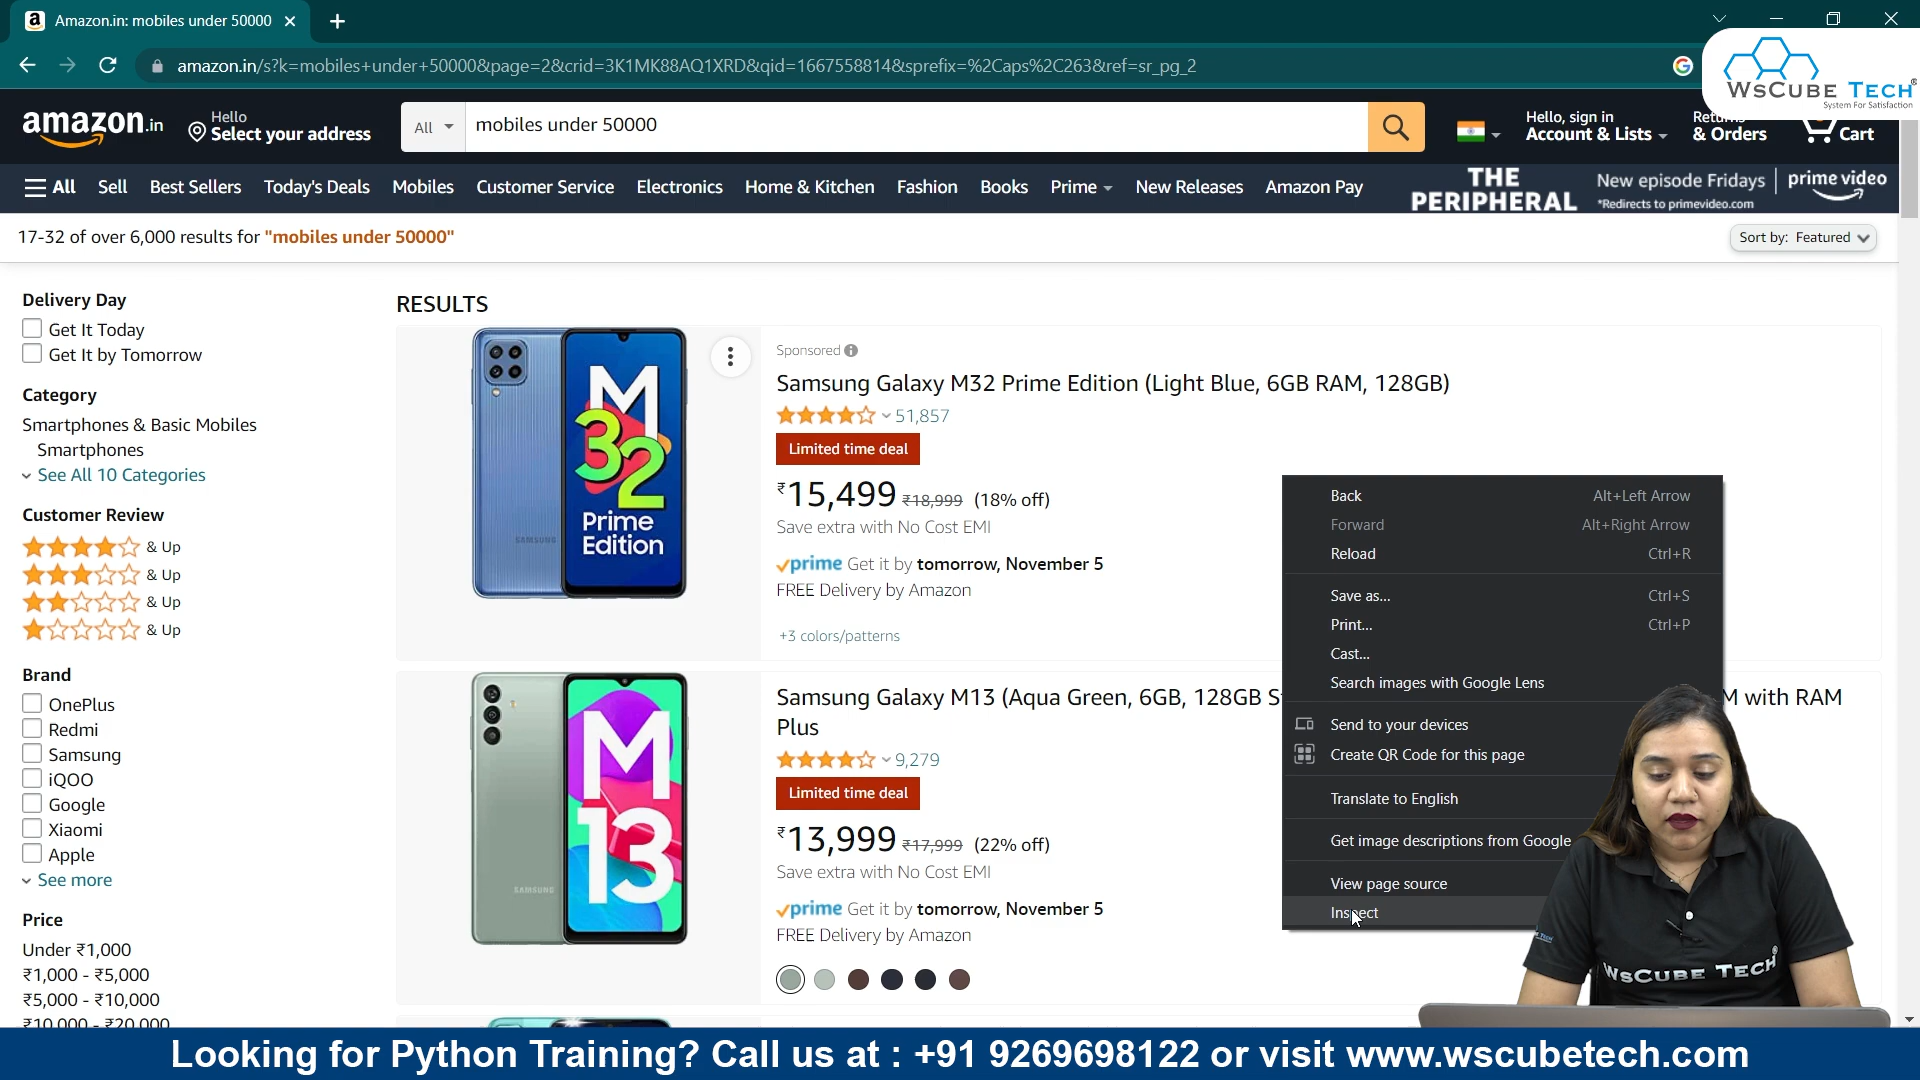 Amazon.in: mobiles under 50000
amazon.in/s?k=mobiles+under+50000&page=2&crid=3K1MK88AQ1XRD&qid=1667558814&sprefix=%2Caps%2C263&ref=sr_pg_2
WsCube Tech®
System For Satisfaction
amazon.in
Hello
Select your address
All
mobiles under 50000
Hello, sign in
Account & Lists
Returns
& Orders
Cart
All Sell Best Sellers Today's Deals Mobiles Customer Service Electronics Home & Kitchen Fashion Books Prime New Releases Amazon Pay
THE PERIPHERAL
New episode Fridays
*Redirects to primevideo.com
prime video
17-32 of over 6,000 results for "mobiles under 50000"
Sort by: Featured
Delivery Day
Get It Today
Get It by Tomorrow
Category
Smartphones & Basic Mobiles
Smartphones
See All 10 Categories
Customer Review
& Up
& Up
& Up
& Up
Brand
OnePlus
Redmi
Samsung
iQOO
Google
Xiaomi
Apple
See more
Price
Under ₹1,000
₹1,000 - ₹5,000
₹5,000 - ₹10,000
₹10,000 - ₹20,000
RESULTS
M
32
Prime
Edition
SAMSUNG
Sponsored
Samsung Galaxy M32 Prime Edition (Light Blue, 6GB RAM, 128GB)
51,857
Limited time deal
₹15,499 ₹18,999 (18% off)
Save extra with No Cost EMI
prime Get it by tomorrow, November 5
FREE Delivery by Amazon
+3 colors/patterns
M
13
SAMSUNG
Samsung Galaxy M13 (Aqua Green, 6GB, 128GB S
M with RAM
Plus
9,279
Limited time deal
₹13,999 ₹17,999 (22% off)
Save extra with No Cost EMI
prime Get it by tomorrow, November 5
FREE Delivery by Amazon
Back Alt+Left Arrow
Forward Alt+Right Arrow
Reload Ctrl+R
Save as... Ctrl+S
Print... Ctrl+P
Cast...
Search images with Google Lens
Send to your devices
Create QR Code for this page
Translate to English
Get image descriptions from Google
View page source
Inspect
WsCube Tech
Looking for Python Training? Call us at : +91 9269698122 or visit www.wscubetech.com